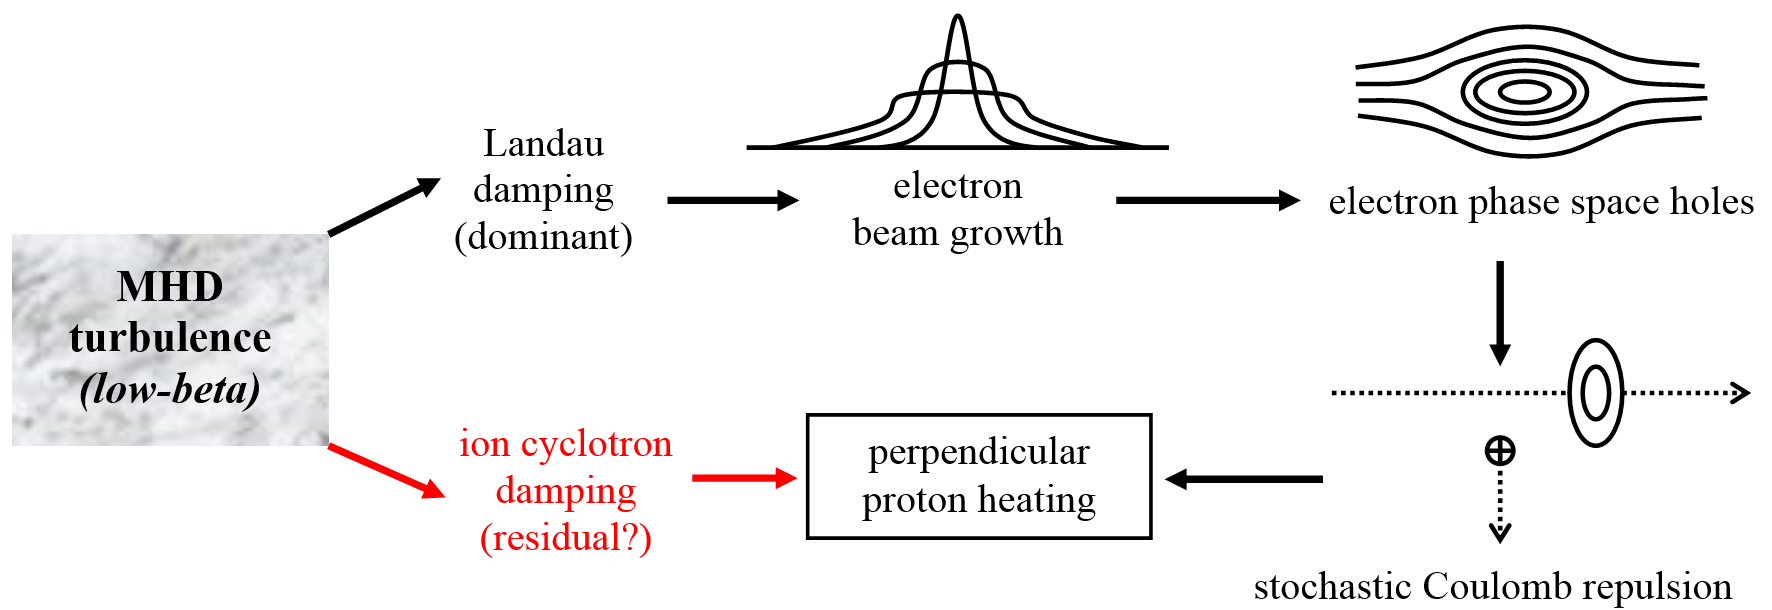 MHD
turbulence
(low-beta)
Landau
damping
(dominant)
electron
beam growth
electron phase space holes
stochastic Coulomb repulsion
perpendicular
proton heating
ion cyclotron
damping
(residual?)